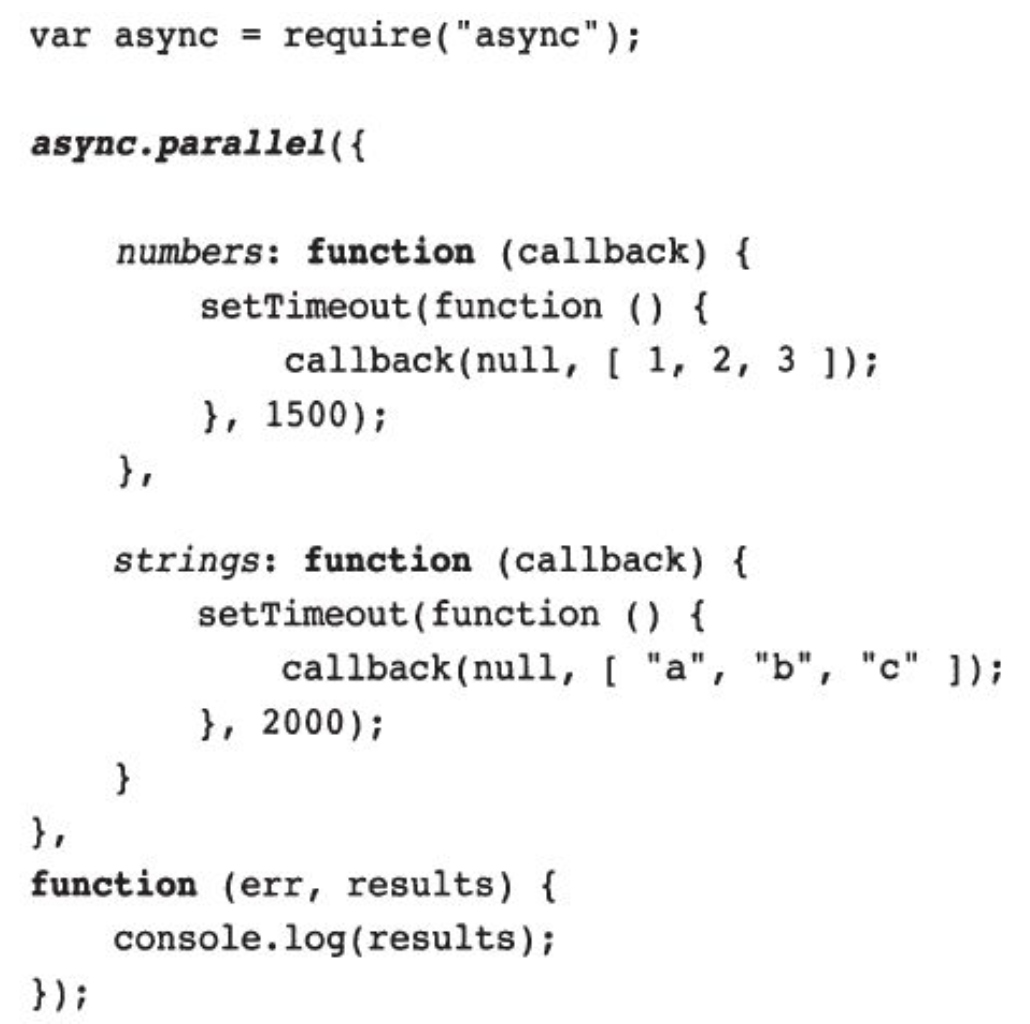 var async = require("async");
async.parallel({
    numbers: function (callback) {
        setTimeout(function () {
            callback(null, [ 1, 2, 3 ]);
        }, 1500);
    },
    strings: function (callback) {
        setTimeout(function () {
            callback(null, [ "a", "b", "c" ]);
        }, 2000);
    }
},
function (err, results) {
    console.log(results);
});